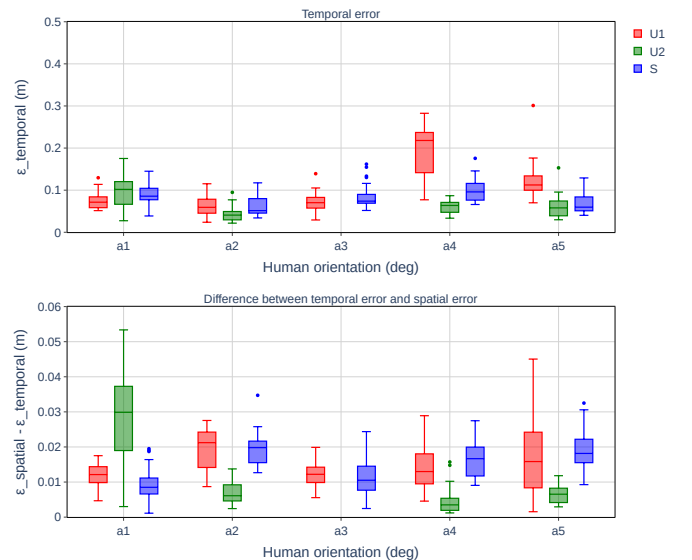 Temporal error
0.5
0.4
0.3
0.2
0.1
0
ε_temporal (m)
a1 a2 a3 a4 a5
Human orientation (deg)
U1
U2
S
Difference between temporal error and spatial error
0.06
0.05
0.04
0.03
0.02
0.01
0
ε_spatial - ε_temporal (m)
a1 a2 a3 a4 a5
Human orientation (deg)